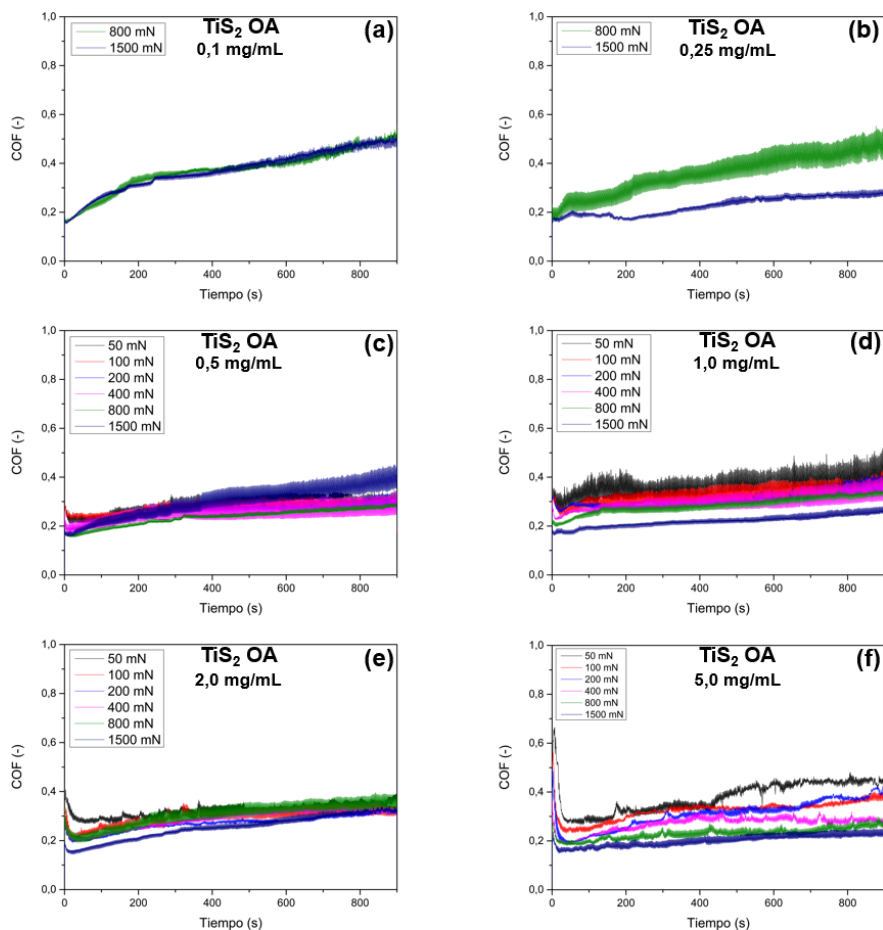 TiS₂ OA
0,1 mg/mL
(a)
800 mN
1500 mN
1,0
0,8
0,6
0,4
0,2
0,0
COF (-)
0
200
400
600
800
Tiempo (s)
TiS₂ OA
0,25 mg/mL
(b)
800 mN
1500 mN
1,0
0,8
0,6
0,4
0,2
0,0
COF (-)
0
200
400
600
800
Tiempo (s)
TiS₂ OA
0,5 mg/mL
(c)
50 mN
100 mN
200 mN
400 mN
800 mN
1500 mN
1,0
0,8
0,6
0,4
0,2
0,0
COF (-)
0
200
400
600
800
Tiempo (s)
TiS₂ OA
1,0 mg/mL
(d)
50 mN
100 mN
200 mN
400 mN
800 mN
1500 mN
1,0
0,8
0,6
0,4
0,2
0,0
COF (-)
0
200
400
600
800
Tiempo (s)
TiS₂ OA
2,0 mg/mL
(e)
50 mN
100 mN
200 mN
400 mN
800 mN
1500 mN
1,0
0,8
0,6
0,4
0,2
0,0
COF (-)
0
200
400
600
800
Tiempo (s)
TiS₂ OA
5,0 mg/mL
(f)
50 mN
100 mN
200 mN
400 mN
800 mN
1500 mN
1,0
0,8
0,6
0,4
0,2
0,0
COF (-)
0
200
400
600
800
Tiempo (s)